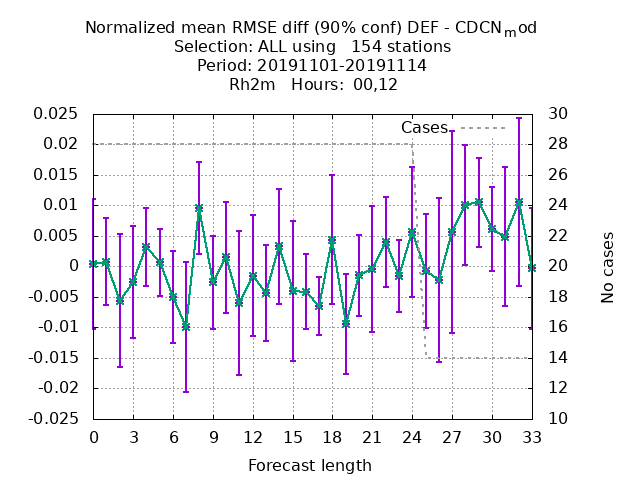 Normalized mean RMSE diff (90% conf) DEF - CDCNmod
Selection: ALL using   154 stations
Period: 20191101-20191114
Rh2m   Hours: 00,12
Cases
0.025
0.02
0.015
0.01
0.005
0
-0.005
-0.01
-0.015
-0.02
-0.025
30
28
26
24
22
20
18
16
14
12
10
No cases
0 3 6 9 12 15 18 21 24 27 30 33
Forecast length